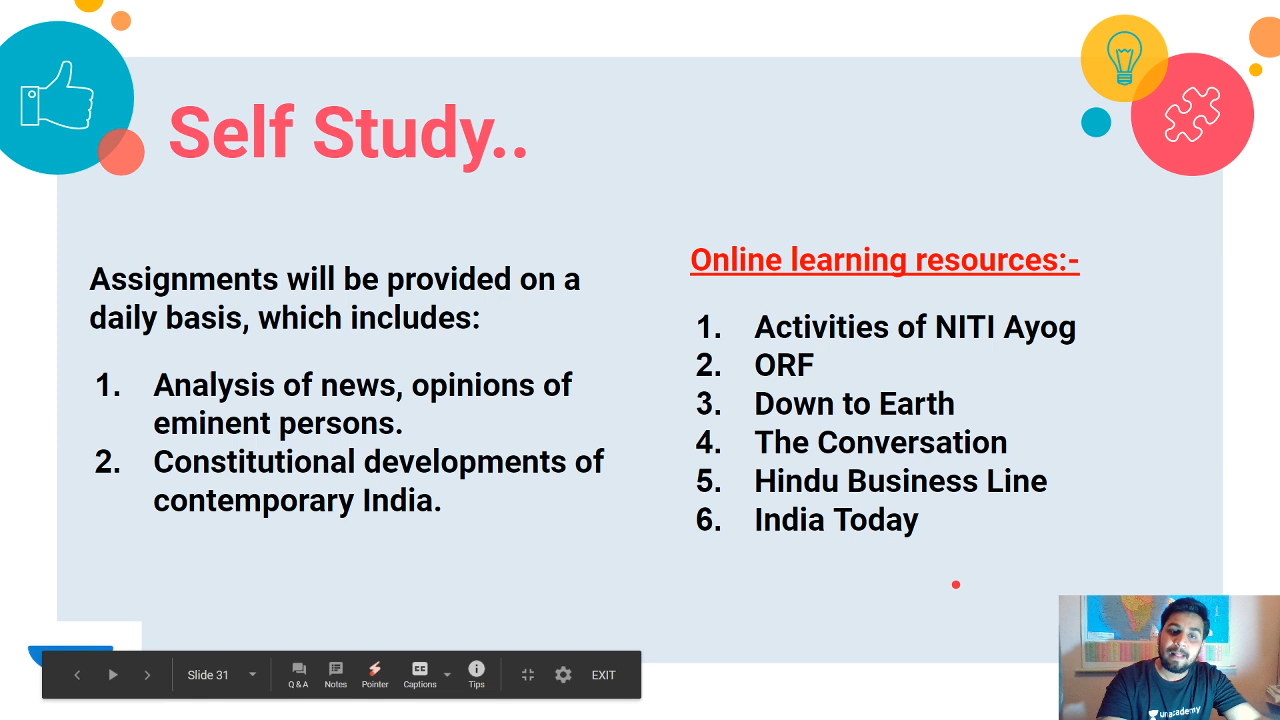 Self Study..
Assignments will be provided on a
daily basis, which includes:
1. Analysis of news, opinions of
eminent persons.
2. Constitutional developments of
contemporary India.
Online learning resources:-
1. Activities of NITI Ayog
2. ORF
3. Down to Earth
4. The Conversation
5. Hindu Business Line
6. India Today
Slide 31
Q & A
Notes
Pointer
CC
Captions
Tips
EXIT
unacademy